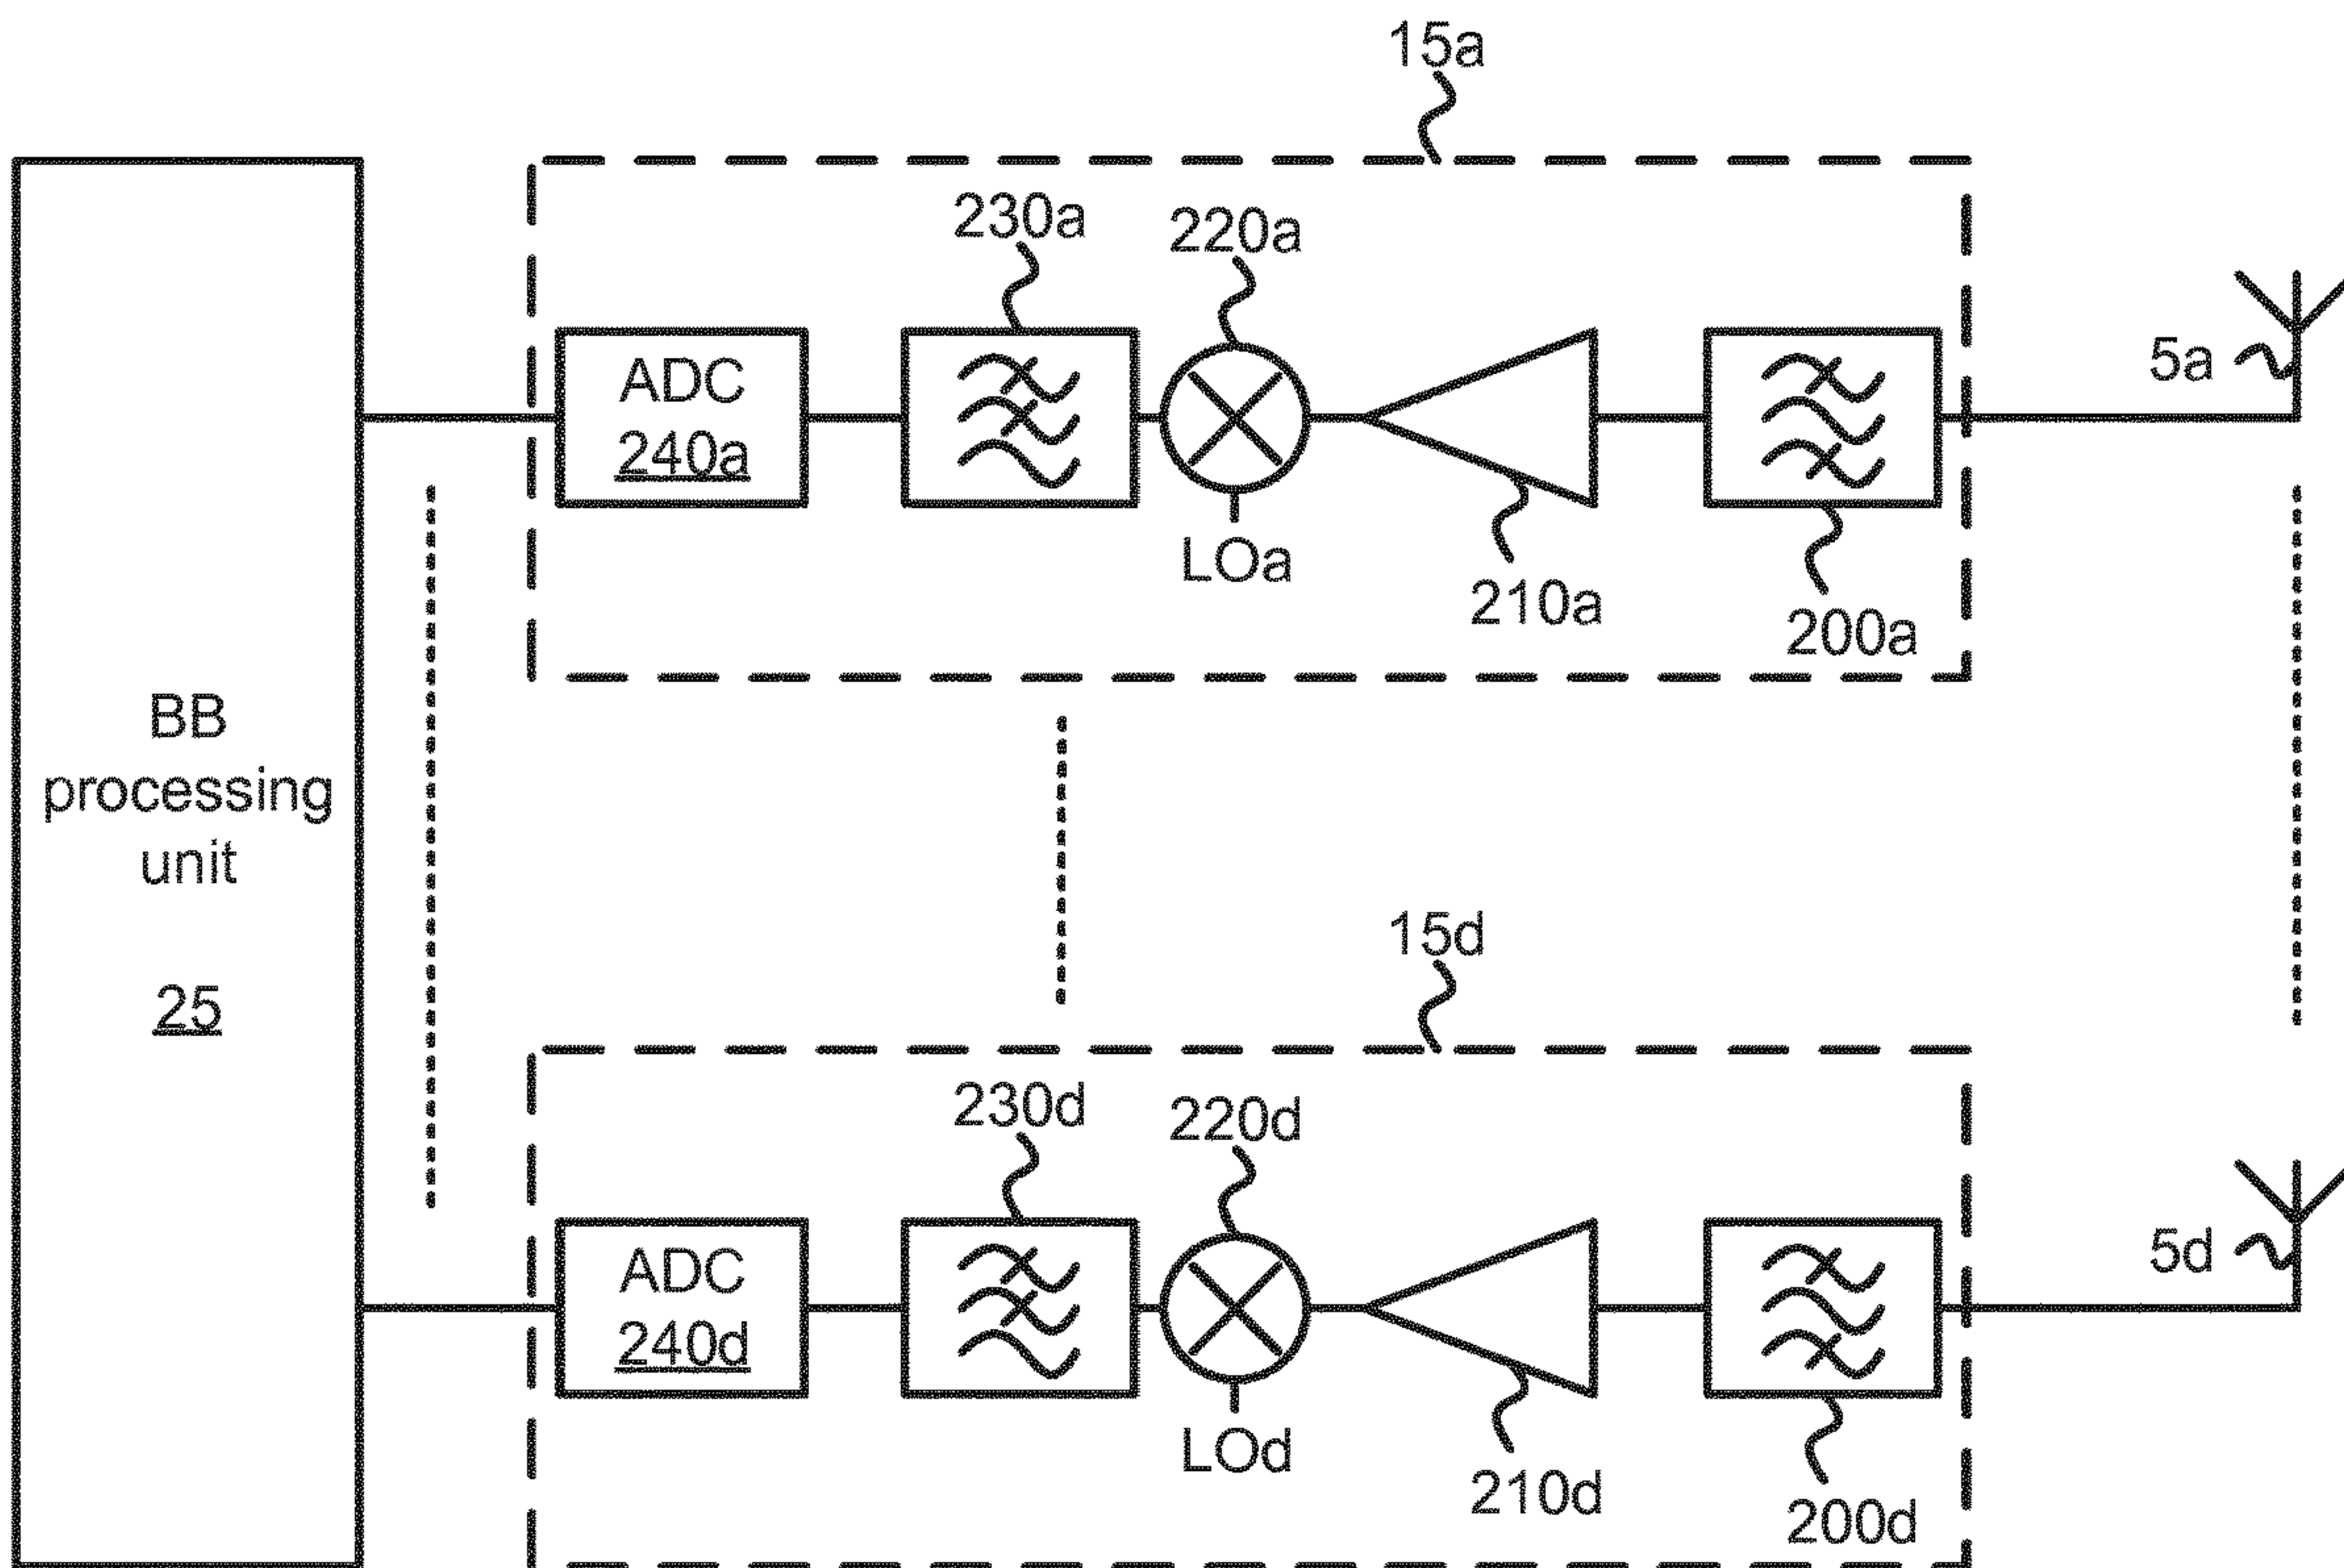 15a
230a
220a
ADC
240a
5a
LOa
210a
200a
BB
processing
unit
25
15d
230d
220d
ADC
240d
5d
LOd
210d
200d